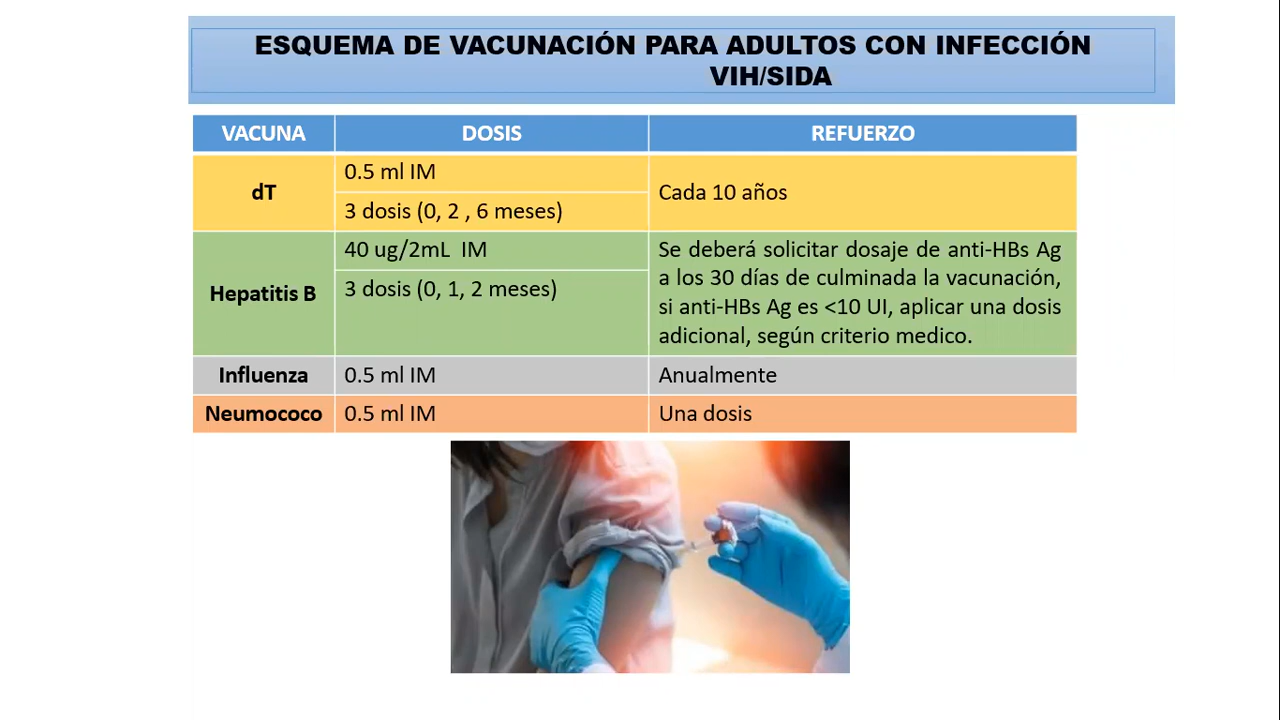 ESQUEMA DE VACUNACIÓN PARA ADULTOS CON INFECCIÓN
VIH/SIDA
VACUNA
DOSIS
REFUERZO
dT
0.5 ml IM
3 dosis (0, 2 , 6 meses)
Cada 10 años
Hepatitis B
40 ug/2mL IM
3 dosis (0, 1, 2 meses)
Se deberá solicitar dosaje de anti-HBs Ag
a los 30 días de culminada la vacunación,
si anti-HBs Ag es <10 UI, aplicar una dosis
adicional, según criterio medico.
Influenza
0.5 ml IM
Anualmente
Neumococo
0.5 ml IM
Una dosis